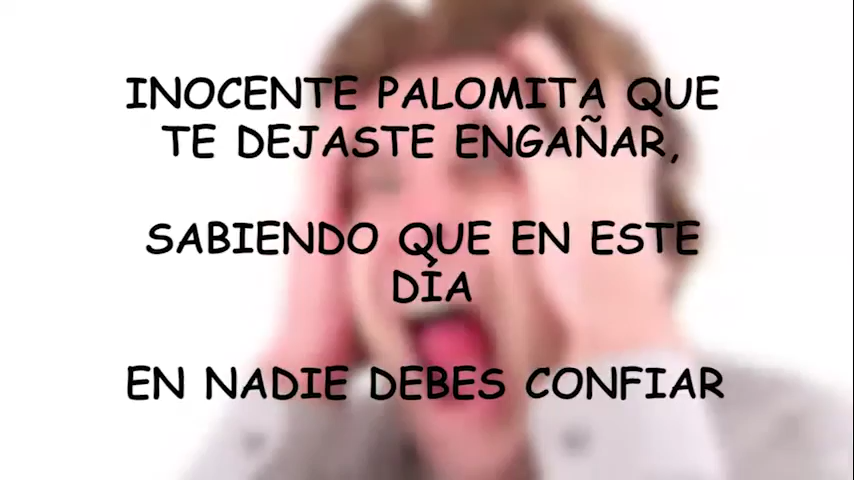 INOCENTE PALOMITA QUE
TE DEJASTE ENGAÑAR,
SABIENDO QUE EN ESTE
DÍA
EN NADIE DEBES CONFIAR